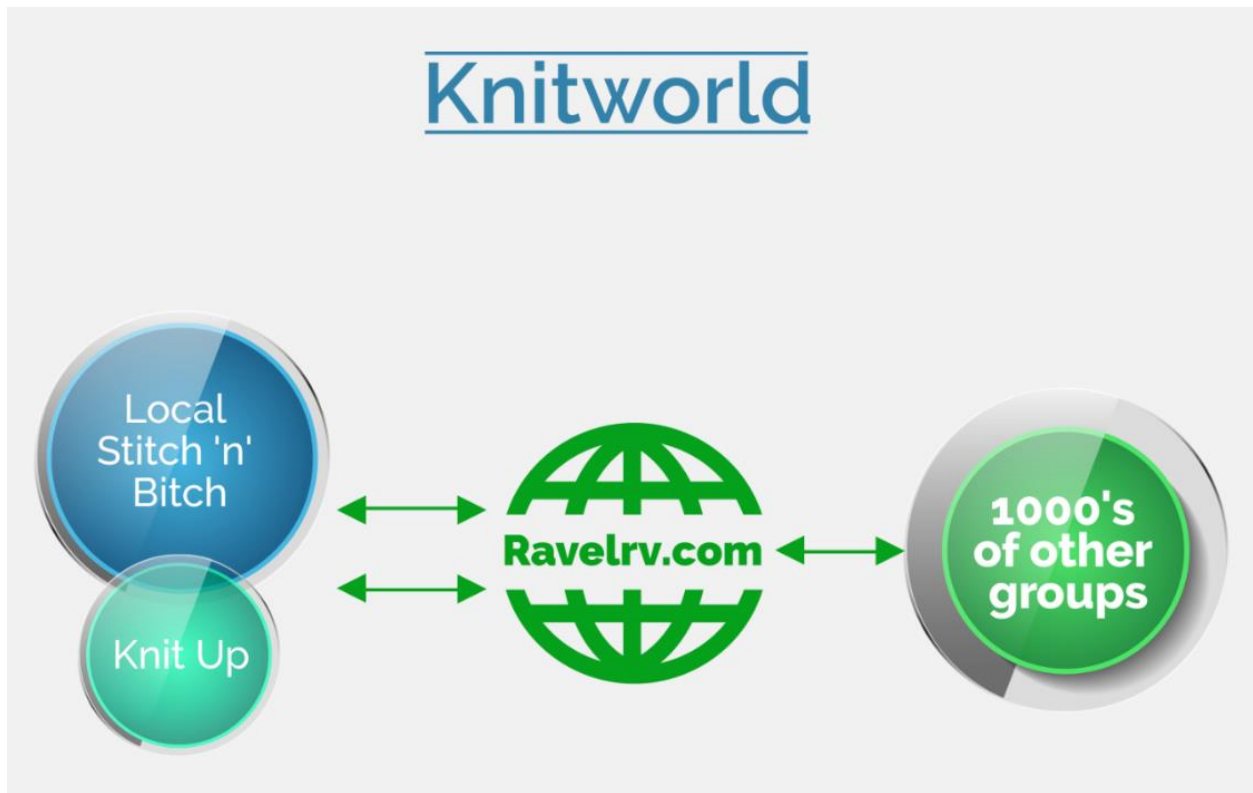 Knitworld
Local
Stitch 'n'
Bitch
Knit Up
Ravelrv.com
1000's
of other
groups